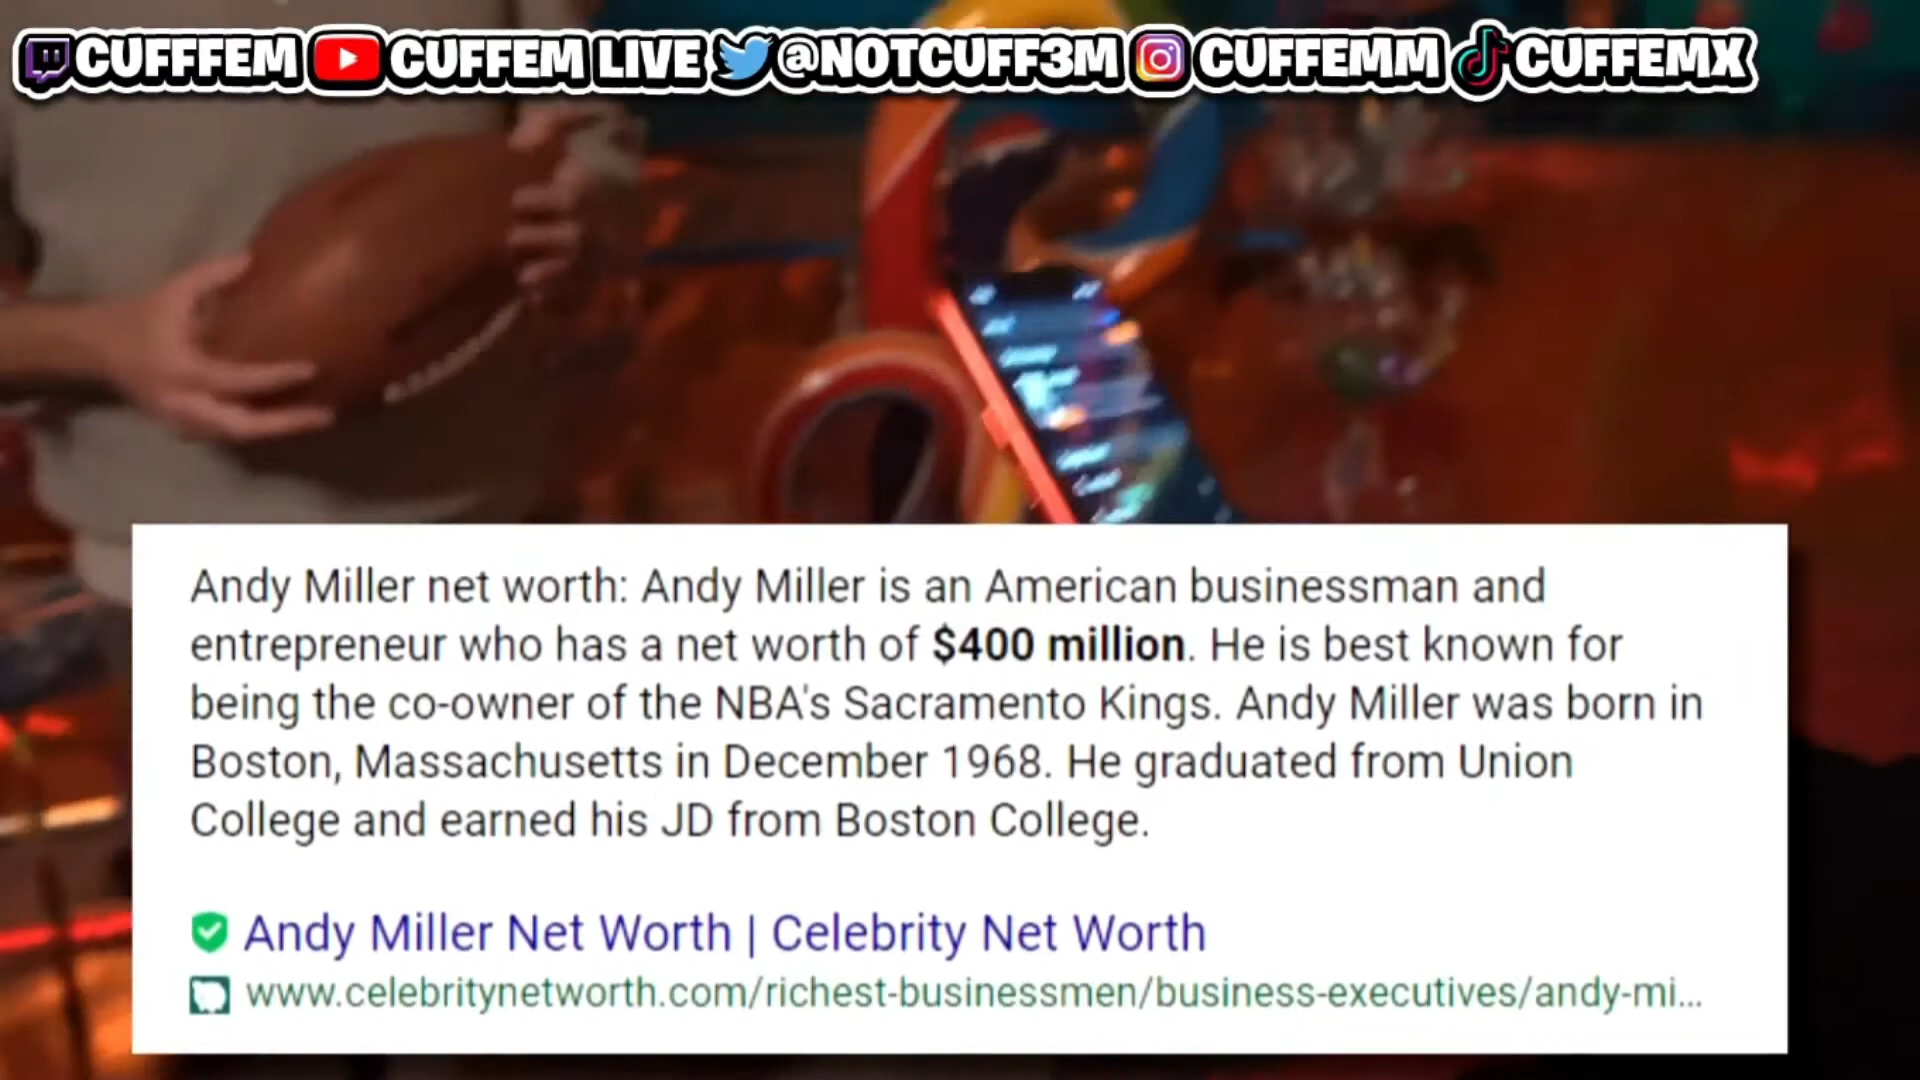 CUFFFEM CUFFEM LIVE @NOTCUFF3M CUFFEMM CUFFEMX
Andy Miller net worth: Andy Miller is an American businessman and
entrepreneur who has a net worth of $400 million. He is best known for
being the co-owner of the NBA's Sacramento Kings. Andy Miller was born in
Boston, Massachusetts in December 1968. He graduated from Union
College and earned his JD from Boston College.
Andy Miller Net Worth | Celebrity Net Worth
www.celebritynetworth.com/richest-businessmen/business-executives/andy-mi...